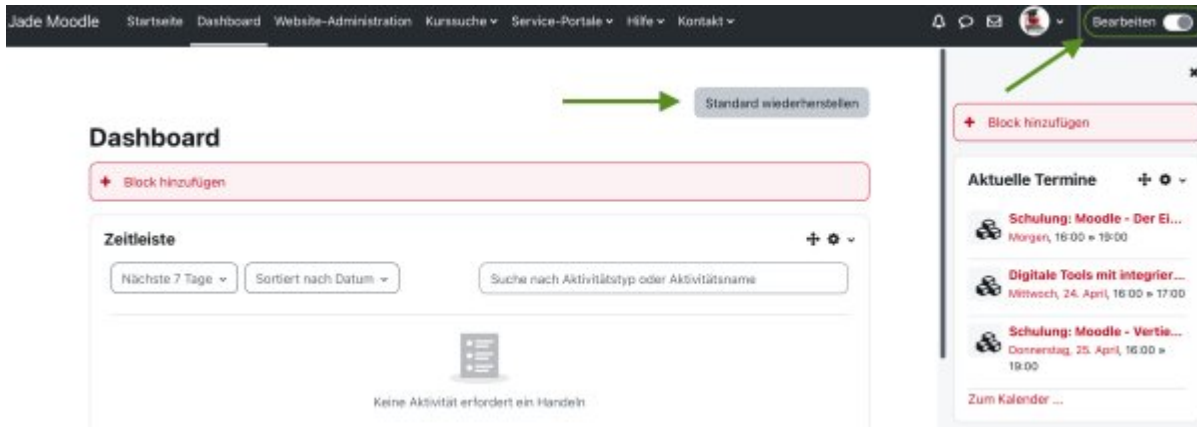 Jade Moodle Startseite Dashboard Website-Administration Kurssuche Service-Portale Hilfe Kontakt Bearbeiten
Standard wiederherstellen
Dashboard
+ Block hinzufügen
Zeitleiste
Nächste 7 Tage Sortiert nach Datum Suche nach Aktivitätstyp oder Aktivitätsname
Keine Aktivität erfordert ein Handeln
+ Block hinzufügen
Aktuelle Termine
Schulung: Moodle - Der Ei...
Morgen, 16:00 » 19:00
Digitale Tools mit integrier...
Mittwoch, 24. April, 16:00 » 17:00
Schulung: Moodle - Vertie...
Donnerstag, 25. April, 16:00 »
19:00
Zum Kalender ...